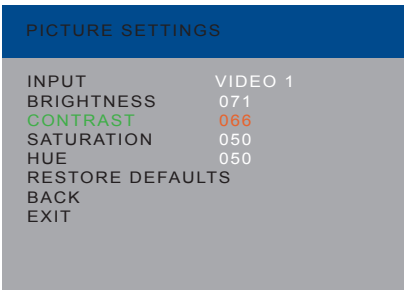 PICTURE SETTINGS
INPUT VIDEO 1
BRIGHTNESS 071
CONTRAST 066
SATURATION 050
HUE 050
RESTORE DEFAULTS
BACK
EXIT